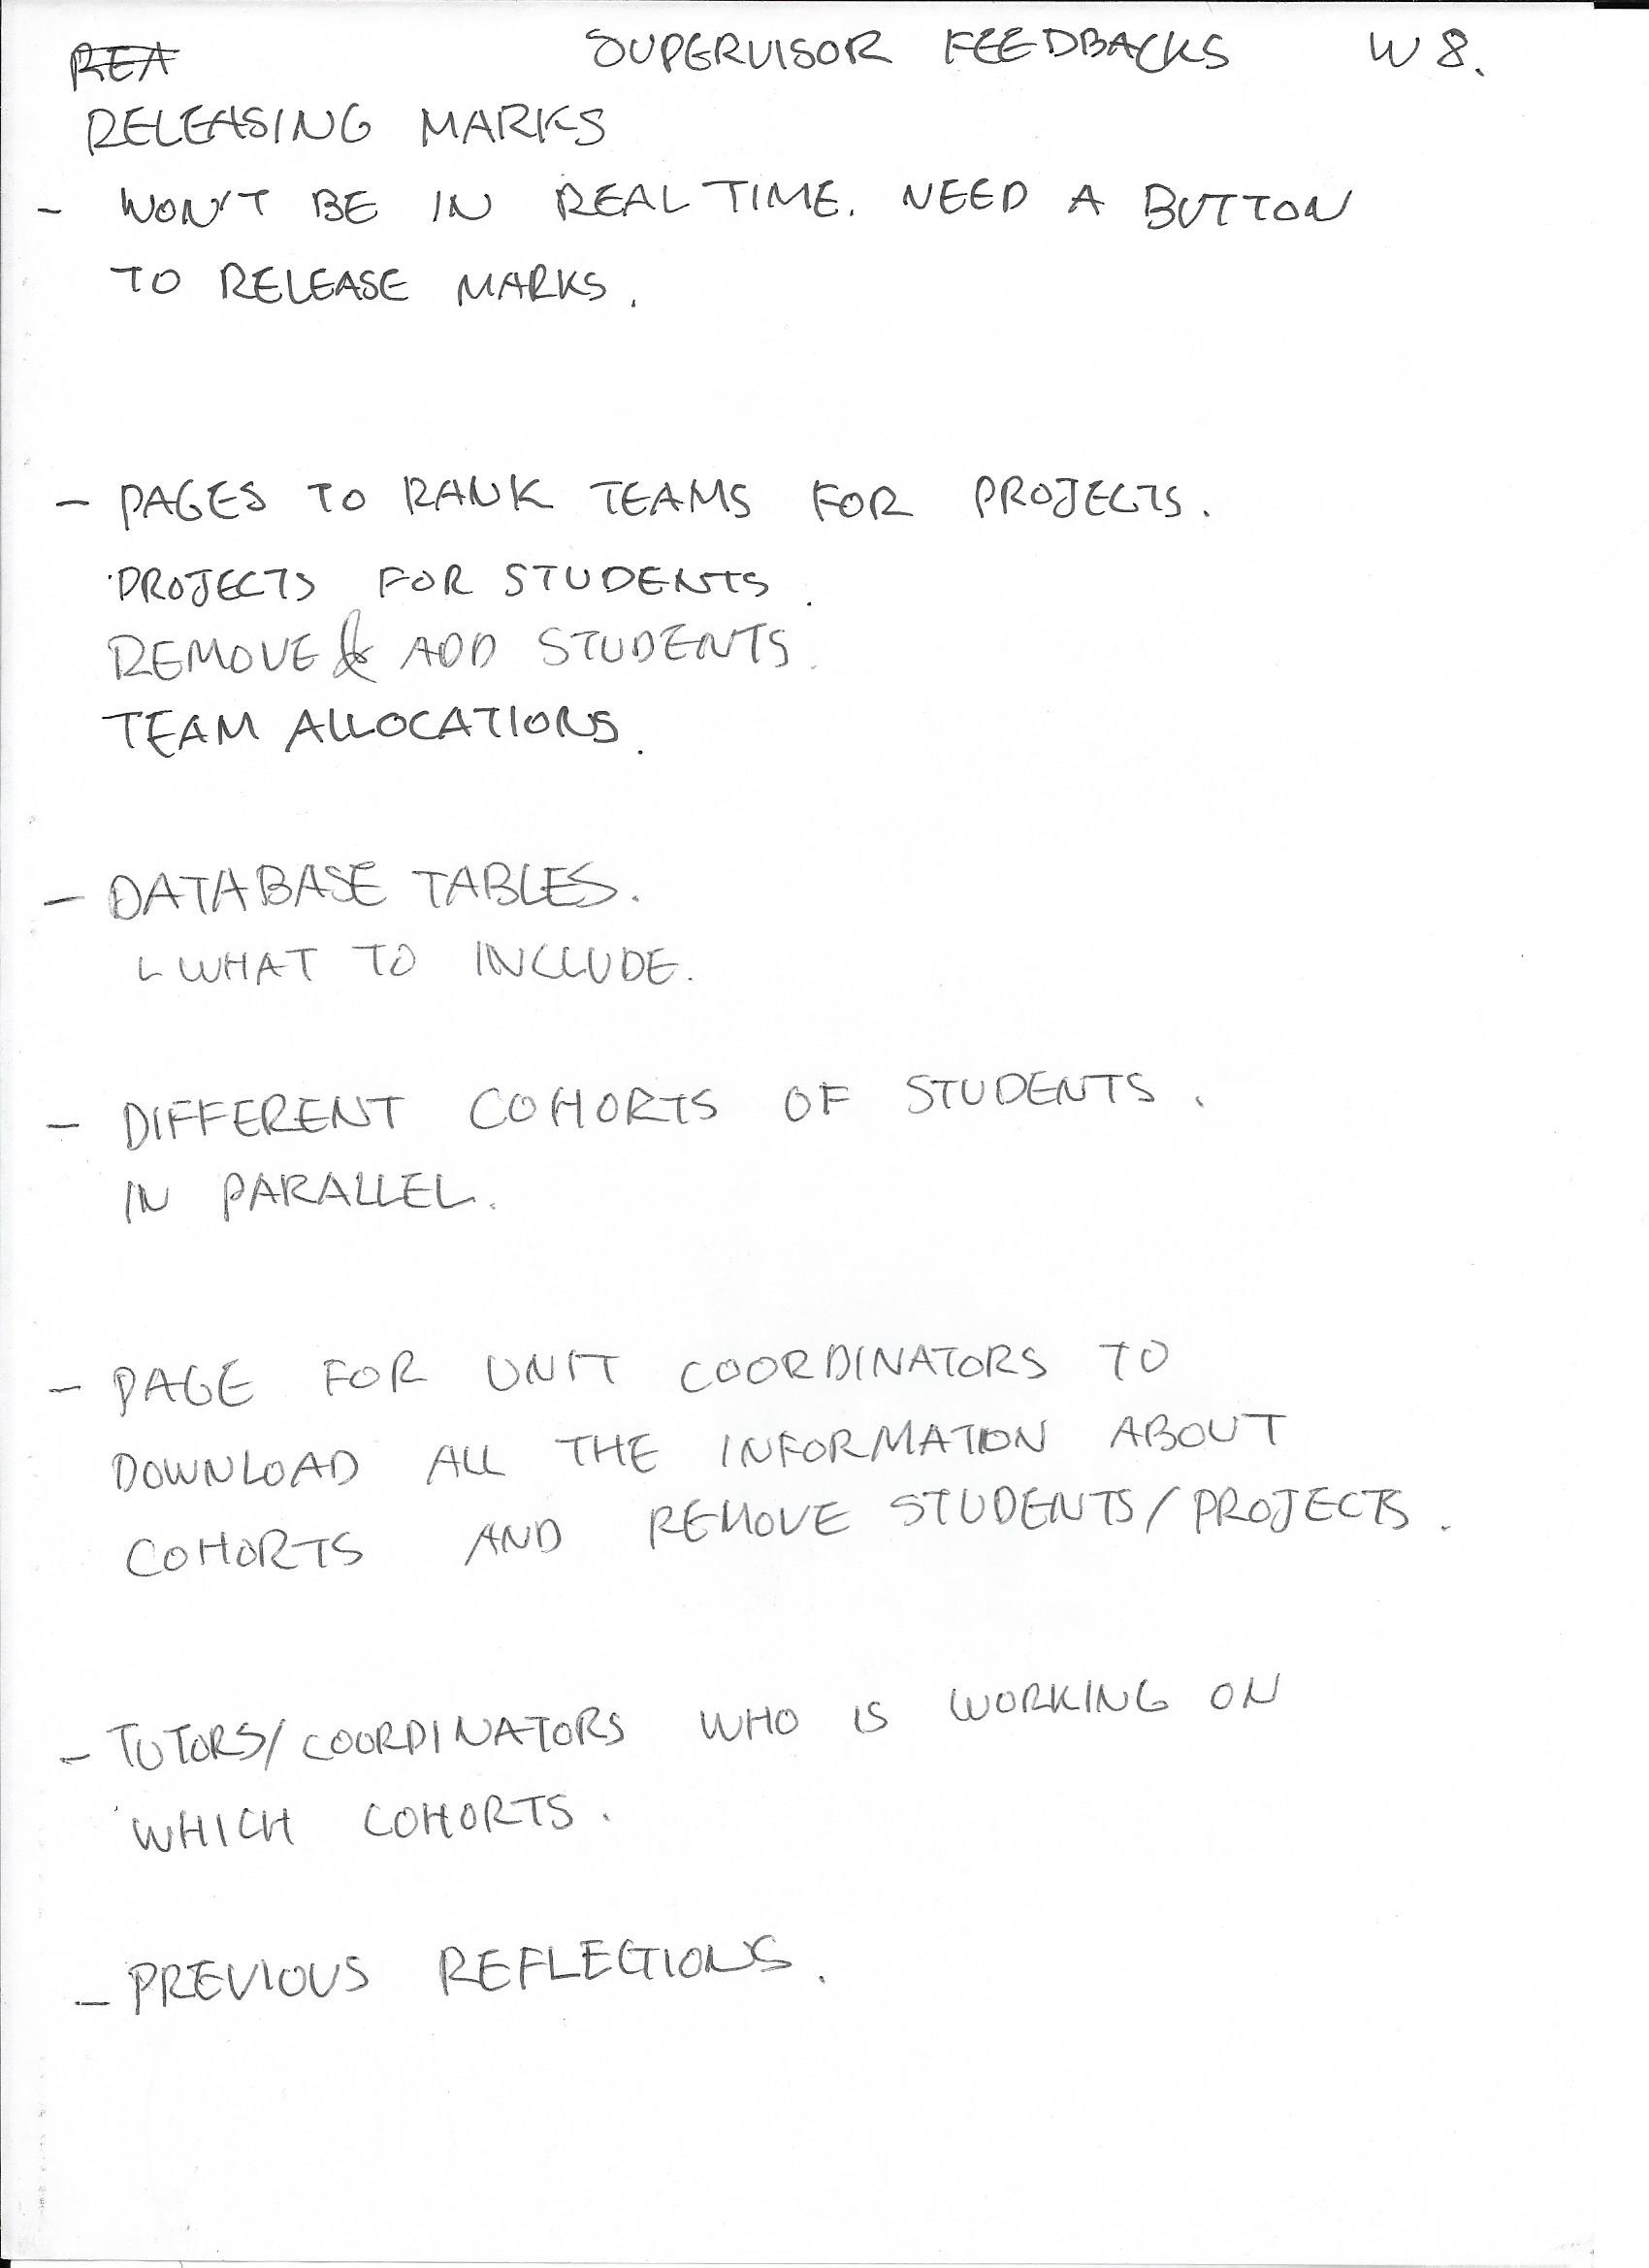 REA SUPERVISOR FEEDBACKS W 8.
RELEASING MARKS
- WON'T BE IN REAL TIME. NEED A BUTTON
TO RELEASE MARKS.
- PAGES TO RANK TEAMS FOR PROJECTS.
PROJECTS FOR STUDENTS.
REMOVE & ADD STUDENTS.
TEAM ALLOCATIONS.
- DATABASE TABLES.
L WHAT TO INCLUDE.
- DIFFERENT COHORTS OF STUDENTS.
IN PARALLEL.
- PAGE FOR UNIT COORDINATORS TO
DOWNLOAD ALL THE INFORMATION ABOUT
COHORTS AND REMOVE STUDENTS/PROJECTS.
- TUTORS/COORDINATORS WHO IS WORKING ON
WHICH COHORTS.
- PREVIOUS REFLECTIONS.